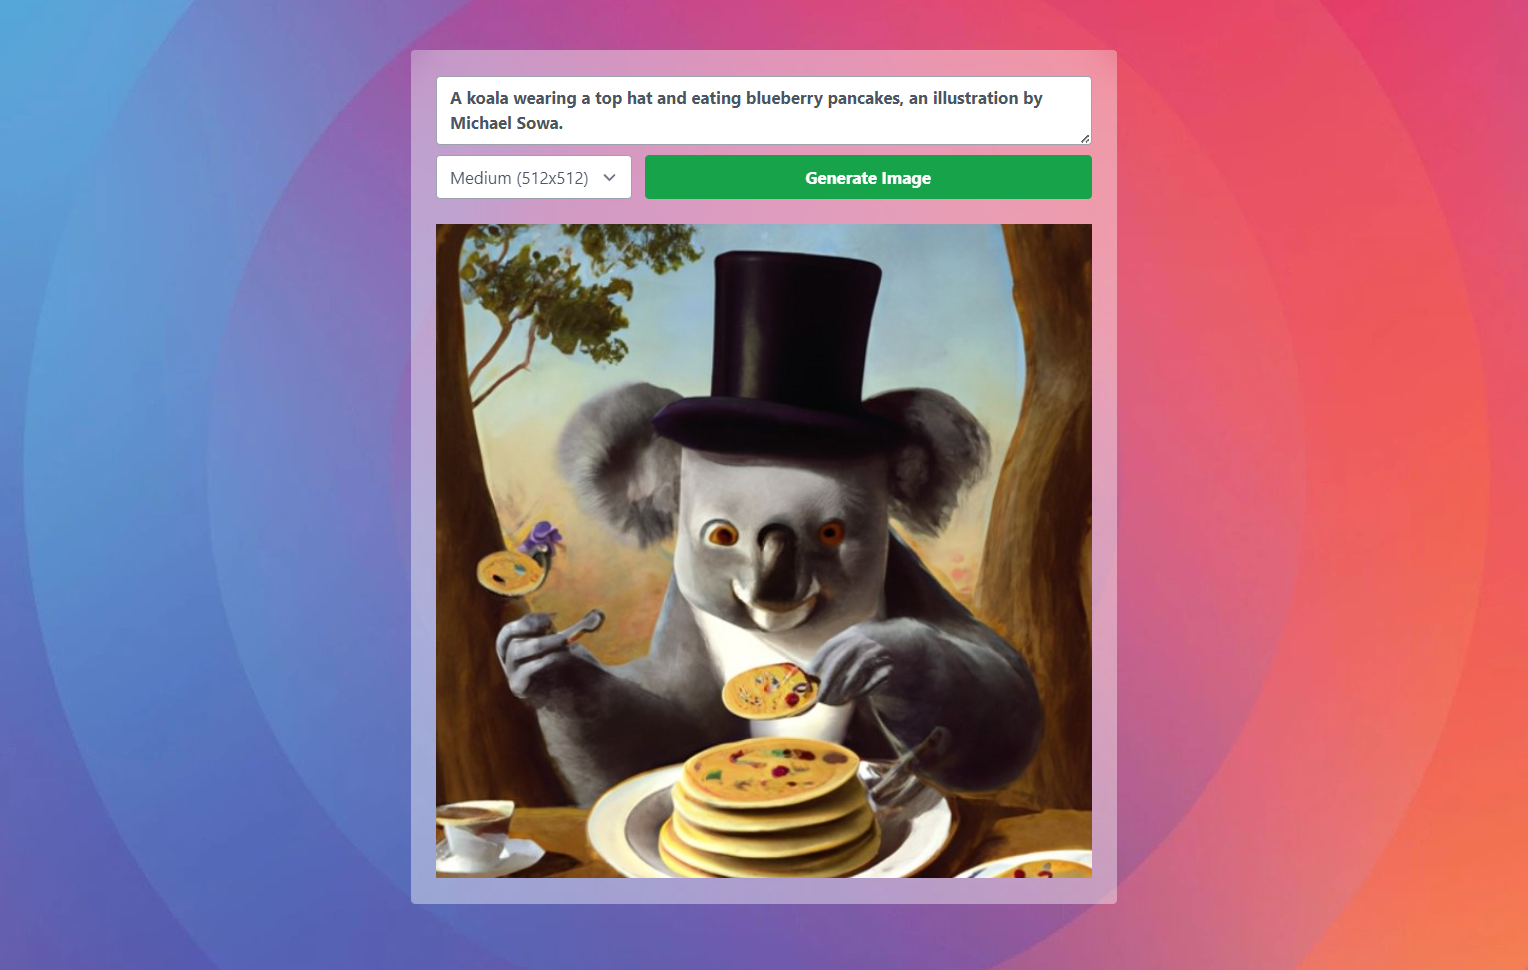 A koala wearing a top hat and eating blueberry pancakes, an illustration by
Michael Sowa.
Medium (512x512)
Generate Image